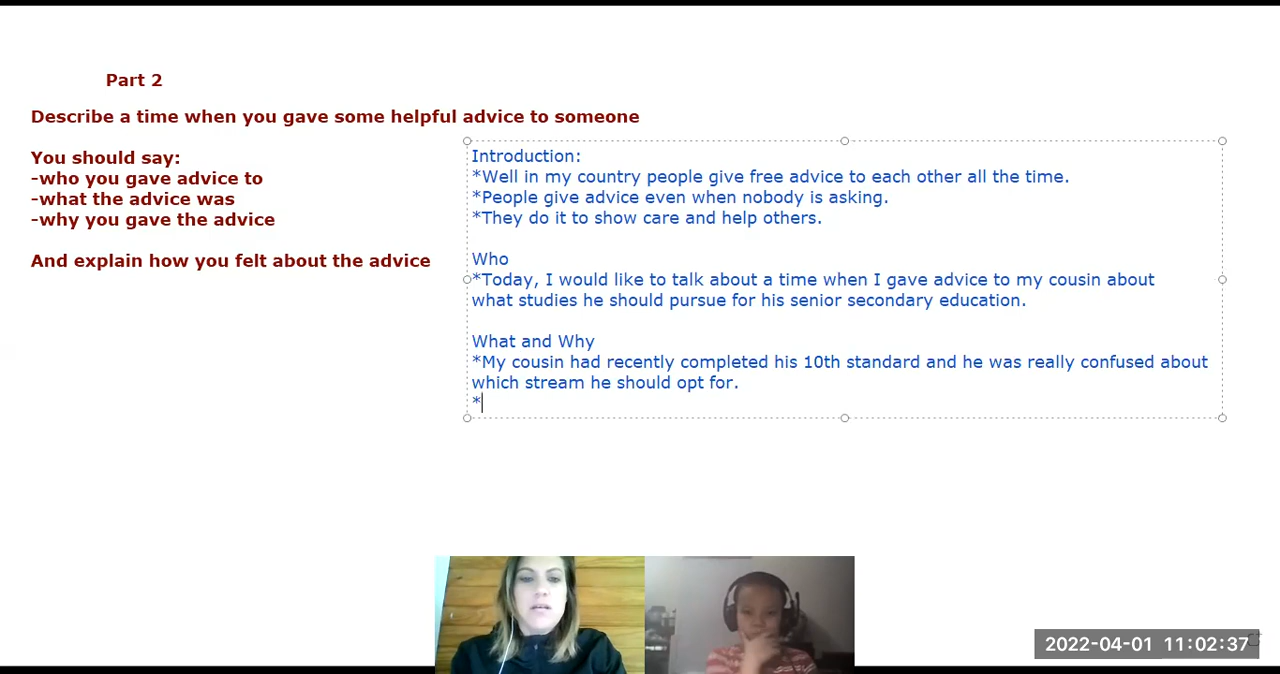 Part 2
Describe a time when you gave some helpful advice to someone
You should say:
-who you gave advice to
-what the advice was
-why you gave the advice
And explain how you felt about the advice
Introduction:
*Well in my country people give free advice to each other all the time.
*People give advice even when nobody is asking.
*They do it to show care and help others.
Who
*Today, I would like to talk about a time when I gave advice to my cousin about
what studies he should pursue for his senior secondary education.
What and Why
*My cousin had recently completed his 10th standard and he was really confused about
which stream he should opt for.
*
2022-04-01 11:02:37